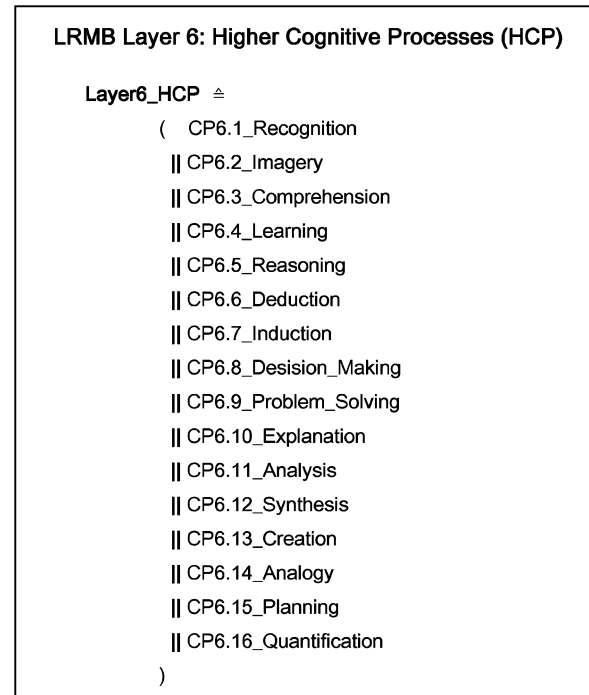 LRMB Layer 6: Higher Cognitive Processes (HCP)
Layer6_HCP ≙
( CP6.1_Recognition
|| CP6.2_Imagery
|| CP6.3_Comprehension
|| CP6.4_Learning
|| CP6.5_Reasoning
|| CP6.6_Deduction
|| CP6.7_Induction
|| CP6.8_Desision_Making
|| CP6.9_Problem_Solving
|| CP6.10_Explanation
|| CP6.11_Analysis
|| CP6.12_Synthesis
|| CP6.13_Creation
|| CP6.14_Analogy
|| CP6.15_Planning
|| CP6.16_Quantification
)